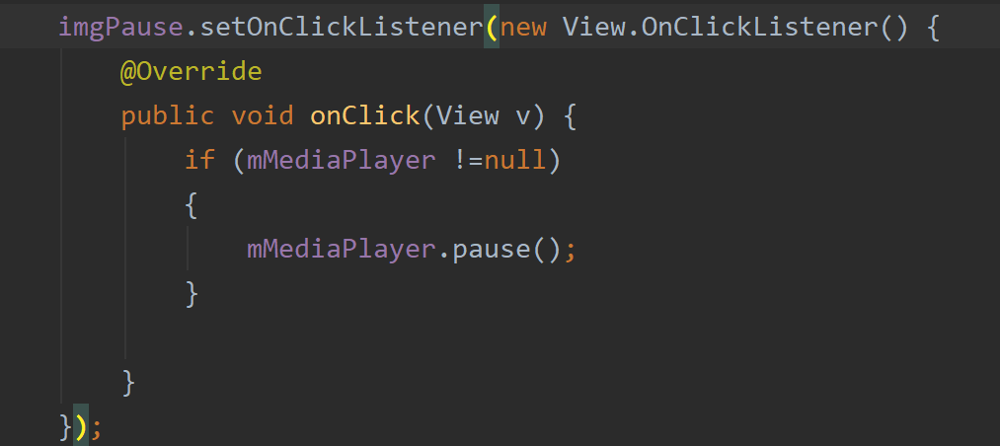 imgPause.setOnClickListener(new View.OnClickListener() {
@Override
public void onClick(View v) {
if (mMediaPlayer !=null)
{
mMediaPlayer.pause();
}
}
});